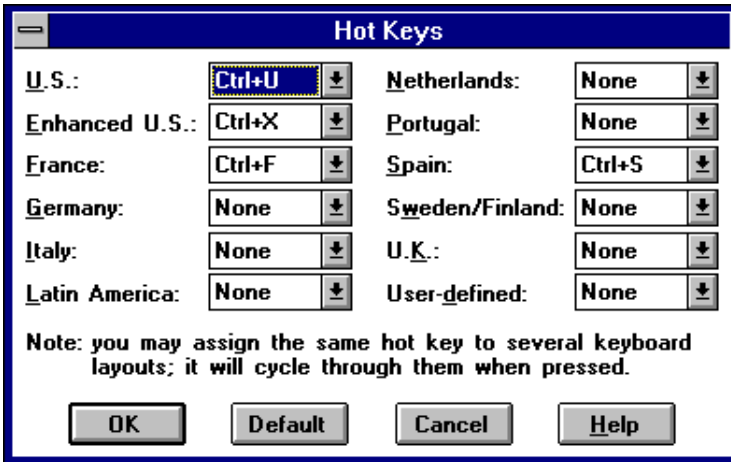 Hot Keys
U.S.: Ctrl+U Netherlands: None
Enhanced U.S.: Ctrl+X Portugal: None
France: Ctrl+F Spain: Ctrl+S
Germany: None Sweden/Finland: None
Italy: None U.K.: None
Latin America: None User-defined: None
Note: you may assign the same hot key to several keyboard
layouts; it will cycle through them when pressed.
OK Default Cancel Help